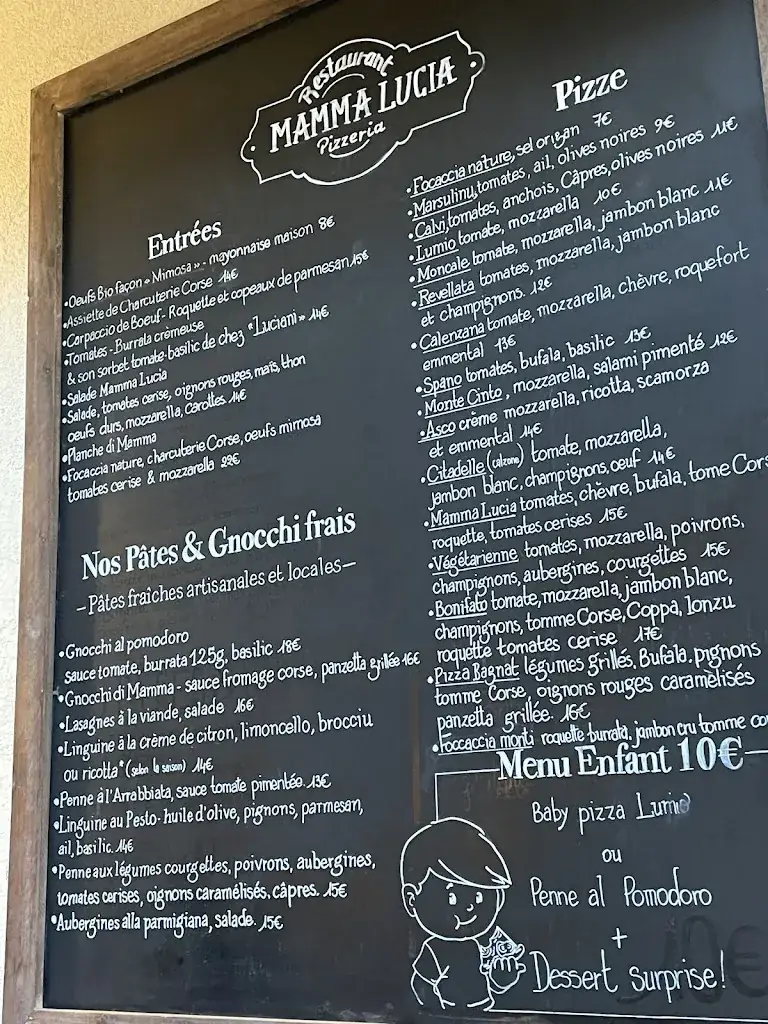 Restaurant
MAMMA LUCIA
Pizzeria
Entrées
•Oeufs Bio façon « Mimosa » - mayonnaise maison 8€
•Assiette de Charcuterie Corse 14€
•Carpaccio de Boeuf - Roquette et copeaux de parmesan 15€
•Tomates - Burrata crèmeuse
& son sorbet tomate-basilic de chez "Luciani" 14€
•Salade Mamma Lucia
•Salade, tomates cerise, oignons rouges, maïs, thon
oeufs durs, mozzarella, carottes 14€
•Planche di Mamma
•Focaccia nature, charcuterie Corse, oeufs mimosa
tomates cerise & mozzarella 22€
Nos Pâtes & Gnocchi frais
–Pâtes fraîches artisanales et locales–
•Gnocchi al pomodoro
sauce tomate, burrata 125g, basilic 18€
•Gnocchi di Mamma - sauce fromage corse, panzetta grillée 16€
•Lasagnes à la viande, salade 16€
•Linguine à la crème de citron, limoncello, brocciu
ou ricotta* (selon la saison) 14€
•Penne à l'Arrabbiata, sauce tomate pimentée. 13€
•Linguine au Pesto- huile d'olive, pignons, parmesan,
ail, basilic. 14€
•Penne aux légumes courgettes, poivrons, aubergines,
tomates cerises, oignons caramélisés, câpres. 15€
•Aubergines alla parmigiana, salade. 15€
Pizze
•Focaccia nature, sel origan 7€
•Marsulinu, tomates, ail, olives noires 9€
•Calvi, tomates, anchois, Câpres, olives noires 11€
•Lumio tomate, mozzarella 10€
•Moncale tomate, mozzarella, jambon blanc 11€
•Revellata tomates, mozzarella, jambon blanc
et champignons. 12€
•Calenzana tomate, mozzarella, chèvre, roquefort
emmental 13€
•Spano tomates, bufala, basilic 13€
•Monte Cinto, mozzarella, salami pimenté 12€
•Asco crème mozzarella, ricotta, scamorza
et emmental 14€
•Citadelle (calzone) tomate, mozzarella,
jambon blanc, champignons, oeuf 14€
•Mamma Lucia tomates, chèvre, bufala, tome Cors
roquette, tomates cerises 15€
•Végétarienne tomates, mozzarella, poivrons,
champignons, aubergines, courgettes 15€
•Bonifato tomate, mozzarella, jambon blanc,
champignons, tomme Corse, Coppa, lonzu
roquette tomates cerise 17€
•Pizza Bagnat légumes grillés, Bufala, pignons
tomme Corse, oignons rouges caramélisés
panzetta grillée. 16€
•Foccaccia monti roquette burrata, jambon cru tomme co
Menu Enfant 10€
Baby pizza Lumio
ou
Penne al Pomodoro
+
Dessert surprise!
10€